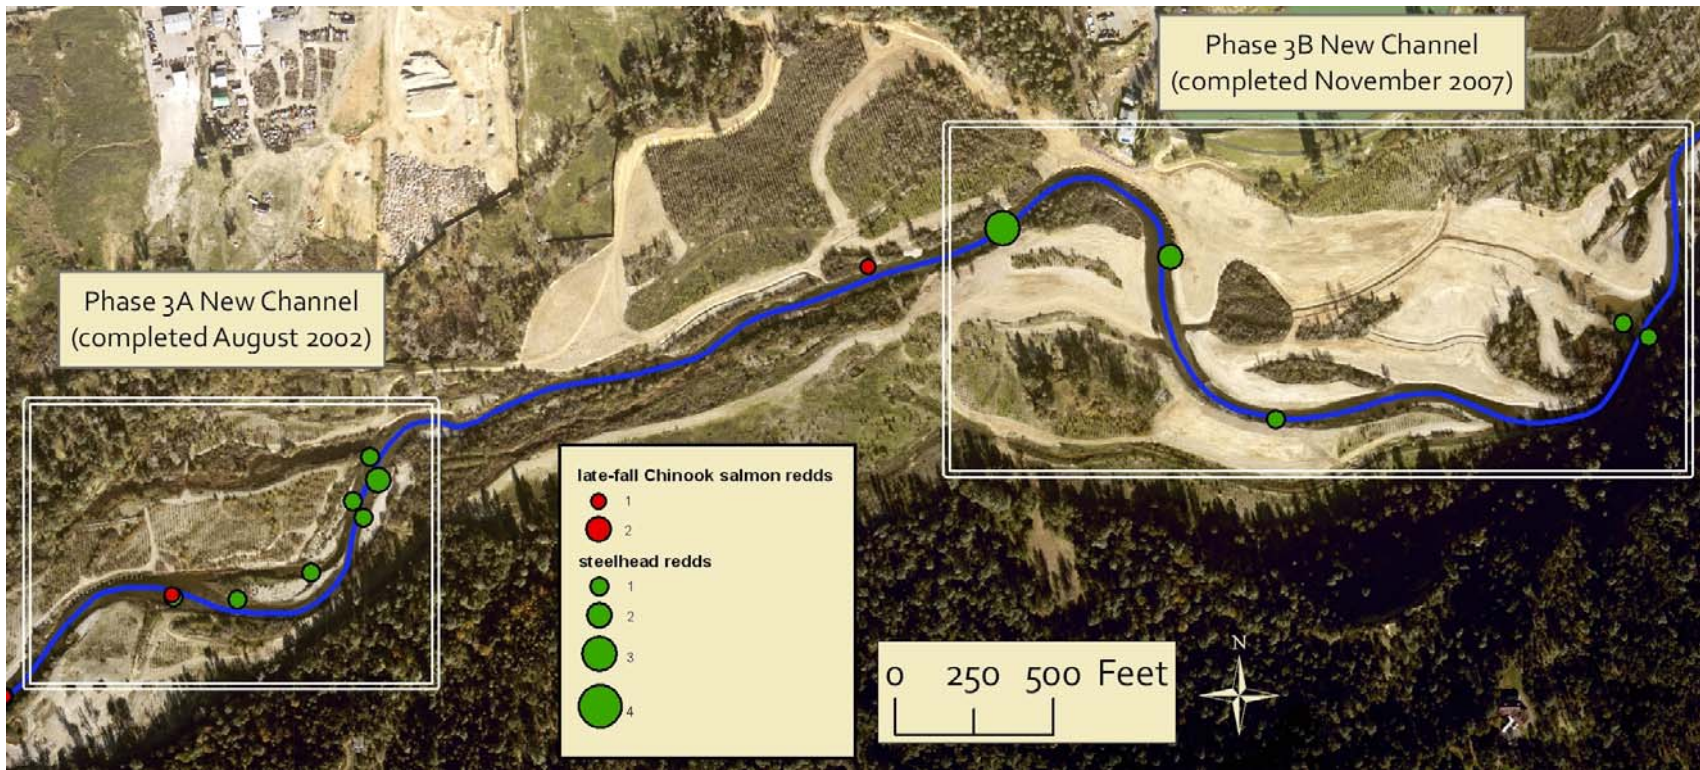 Phase 3B New Channel
(completed November 2007)
Phase 3A New Channel
(completed August 2002)
late-fall Chinook salmon redds
1
2
steelhead redds
1
2
3
4
0 250 500 Feet
N